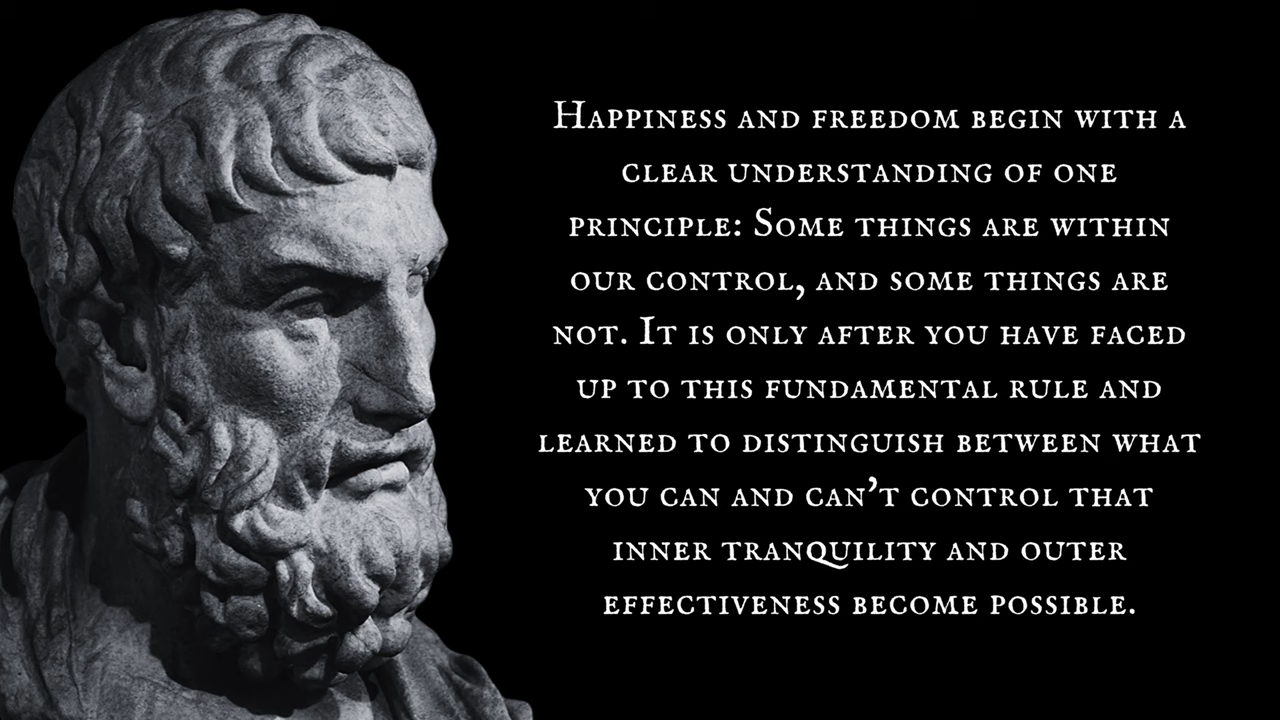 Happiness and freedom begin with a
clear understanding of one
principle: Some things are within
our control, and some things are
not. It is only after you have faced
up to this fundamental rule and
learned to distinguish between what
you can and can't control that
inner tranquility and outer
effectiveness become possible.